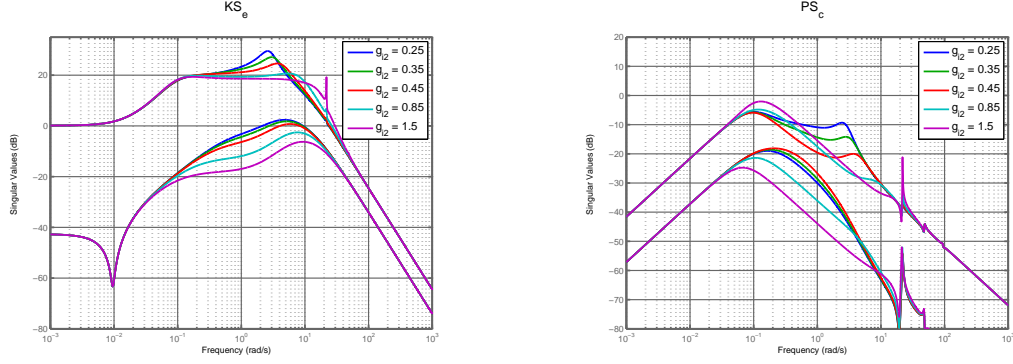 KS_e
20
0
−20
−40
−60
−80
Singular Values (dB)
10^−3
10^−2
10^−1
10^0
10^1
10^2
10^3
Frequency (rad/s)
g_i2 = 0.25
g_i2 = 0.35
g_i2 = 0.45
g_i2 = 0.85
g_i2 = 1.5
PS_c
20
10
0
−10
−20
−30
−40
−50
−60
−70
−80
Singular Values (dB)
10^−3
10^−2
10^−1
10^0
10^1
10^2
10^3
Frequency (rad/s)
g_i2 = 0.25
g_i2 = 0.35
g_i2 = 0.45
g_i2 = 0.85
g_i2 = 1.5